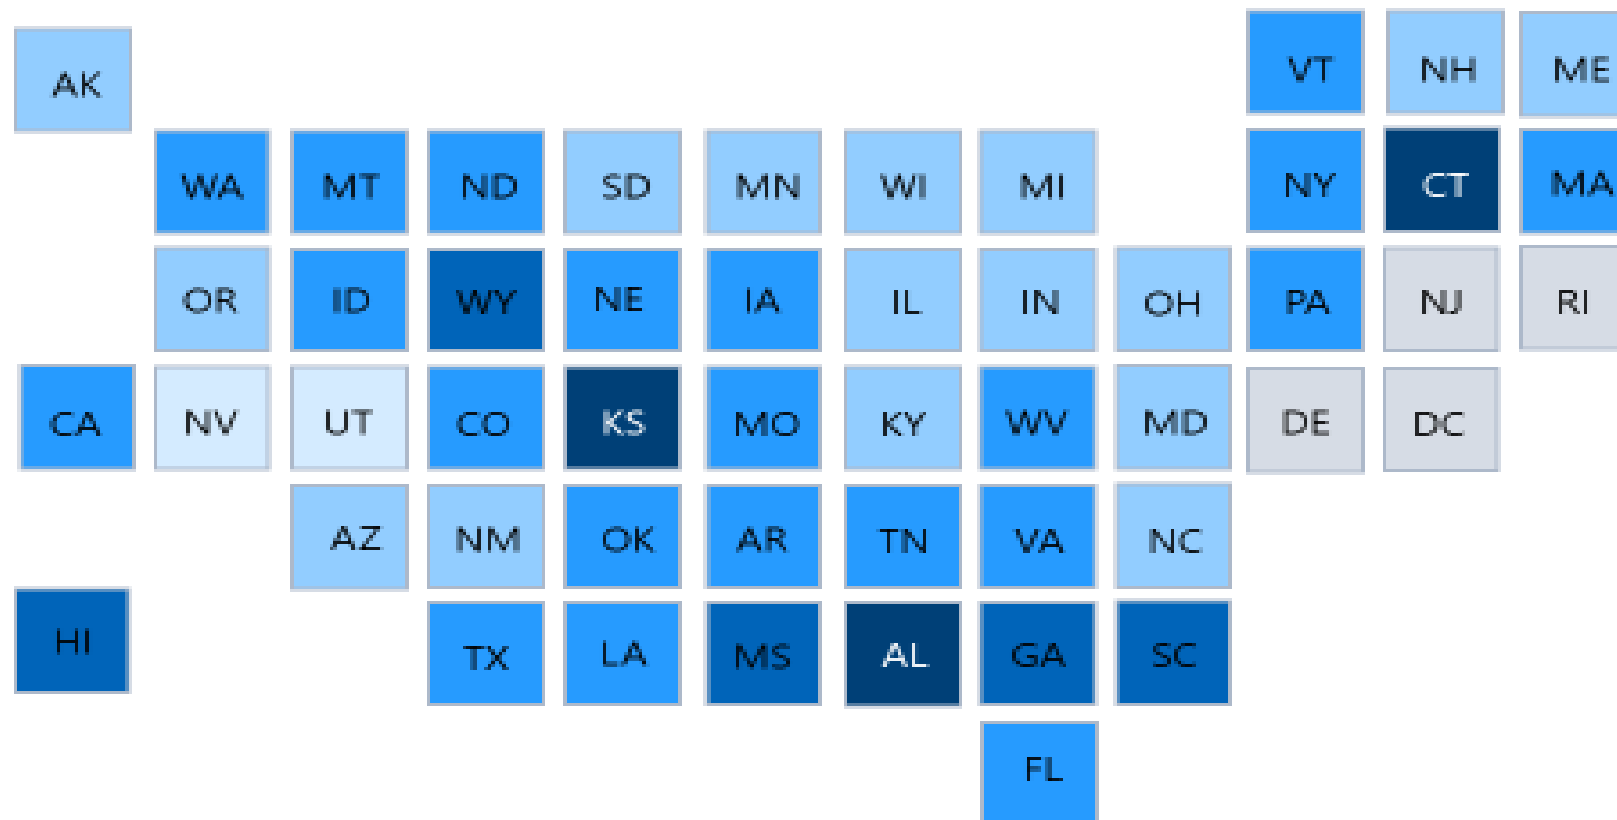 VT NH ME
AK
WA MT ND SD MN WI MI NY CT MA
OR ID WY NE IA IL IN OH PA NJ RI
CA NV UT CO KS MO KY WV MD DE DC
AZ NM OK AR TN VA NC
HI TX LA MS AL GA SC
FL